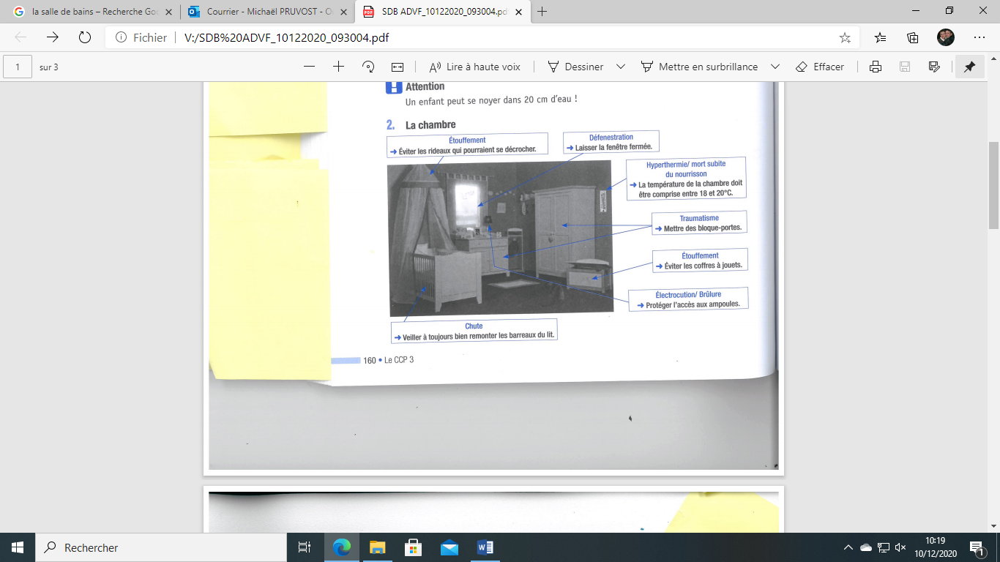 la salle de bains – Recherche Goo
Courrier - Michaël PRUVOST - O
SDB ADVF_10122020_093004.pd
Fichier
V:/SDB%20ADVF_10122020_093004.pdf
1 sur 3
Lire à haute voix
Dessiner
Mettre en surbrillance
Effacer
Attention
Un enfant peut se noyer dans 20 cm d'eau !
2. La chambre
Étouffement
➜ Éviter les rideaux qui pourraient se décrocher.
Défenestration
➜ Laisser la fenêtre fermée.
Hyperthermie/ mort subite
du nourrisson
➜ La température de la chambre doit
être comprise entre 18 et 20°C.
Traumatisme
➜ Mettre des bloque-portes.
Étouffement
➜ Éviter les coffres à jouets.
Électrocution/ Brûlure
➜ Protéger l'accès aux ampoules.
Chute
➜ Veiller à toujours bien remonter les barreaux du lit.
160 • Le CCP 3
Rechercher
10:19
10/12/2020
1